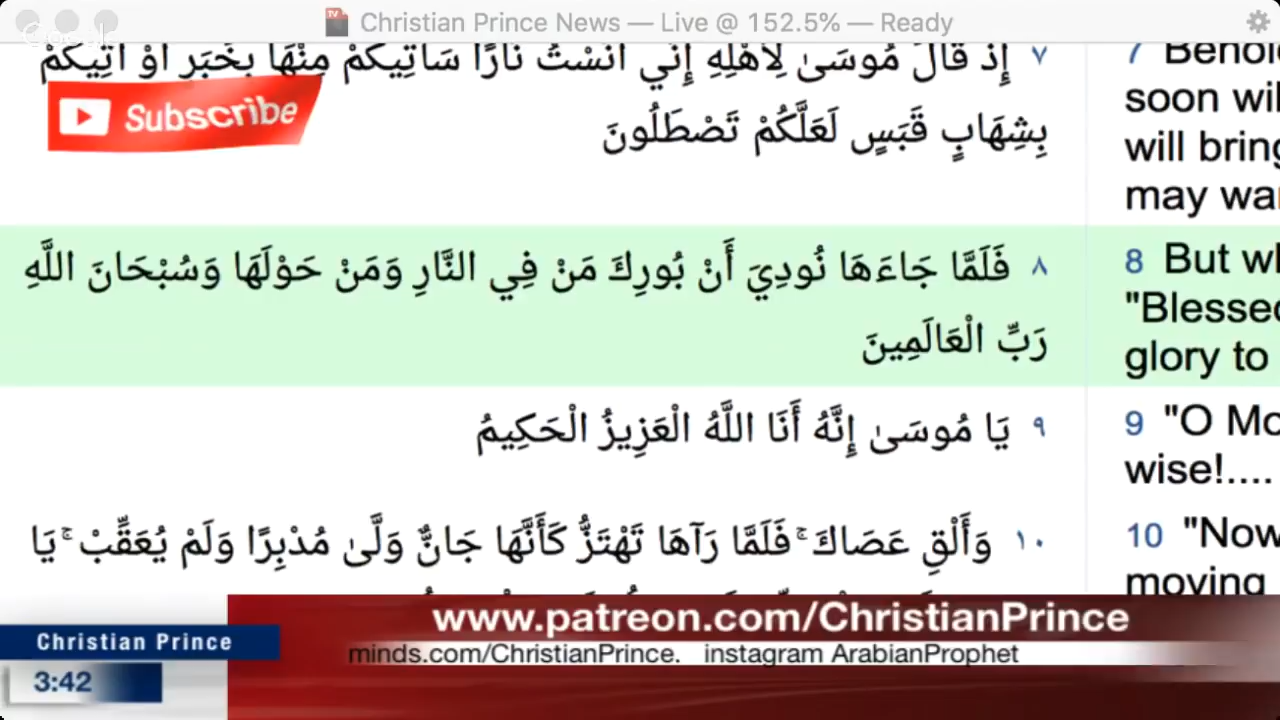 Christian Prince News — Live @ 152.5% — Ready
٧ إِذْ قَالَ مُوسَىٰ لِأَهْلِهِ إِنِّي آنَسْتُ نَارًا سَآتِيكُمْ مِنْهَا بِخَبَرٍ أَوْ آتِيكُمْ
بِشِهَابٍ قَبَسٍ لَعَلَّكُمْ تَصْطَلُونَ
7 Behold
soon wil
will bring
may wa
Subscribe
٨ فَلَمَّا جَاءَهَا نُودِيَ أَنْ بُورِكَ مَنْ فِي النَّارِ وَمَنْ حَوْلَهَا وَسُبْحَانَ اللَّهِ
رَبِّ الْعَالَمِينَ
8 But wh
"Blessed
glory to
٩ يَا مُوسَىٰ إِنَّهُ أَنَا اللَّهُ الْعَزِيزُ الْحَكِيمُ
9 "O Mo
wise!....
١٠ وَأَلْقِ عَصَاكَ ۚ فَلَمَّا رَآهَا تَهْتَزُّ كَأَنَّهَا جَانٌّ وَلَّىٰ مُدْبِرًا وَلَمْ يُعَقِّبْ ۚ يَا
10 "Now
moving
www.patreon.com/ChristianPrince
minds.com/ChristianPrince. instagram ArabianProphet
Christian Prince
3:42